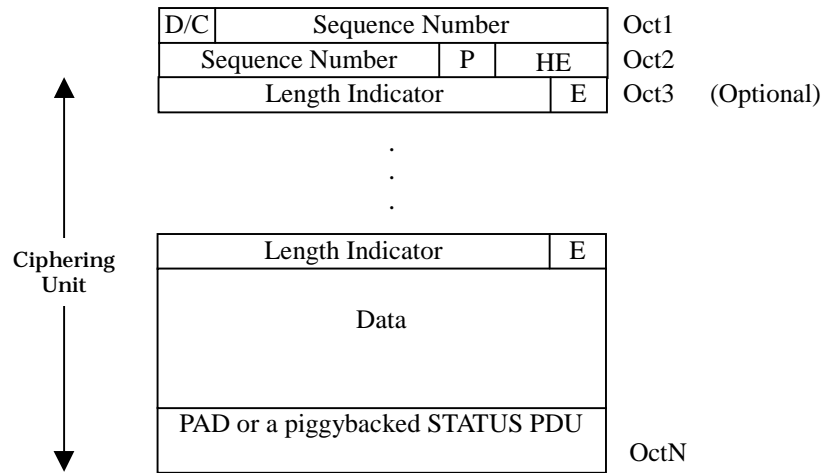 D/C Sequence Number Oct1
Sequence Number P HE Oct2
Length Indicator E Oct3 (Optional)
.
.
.
Length Indicator E
Ciphering
Unit
Data
PAD or a piggybacked STATUS PDU
OctN